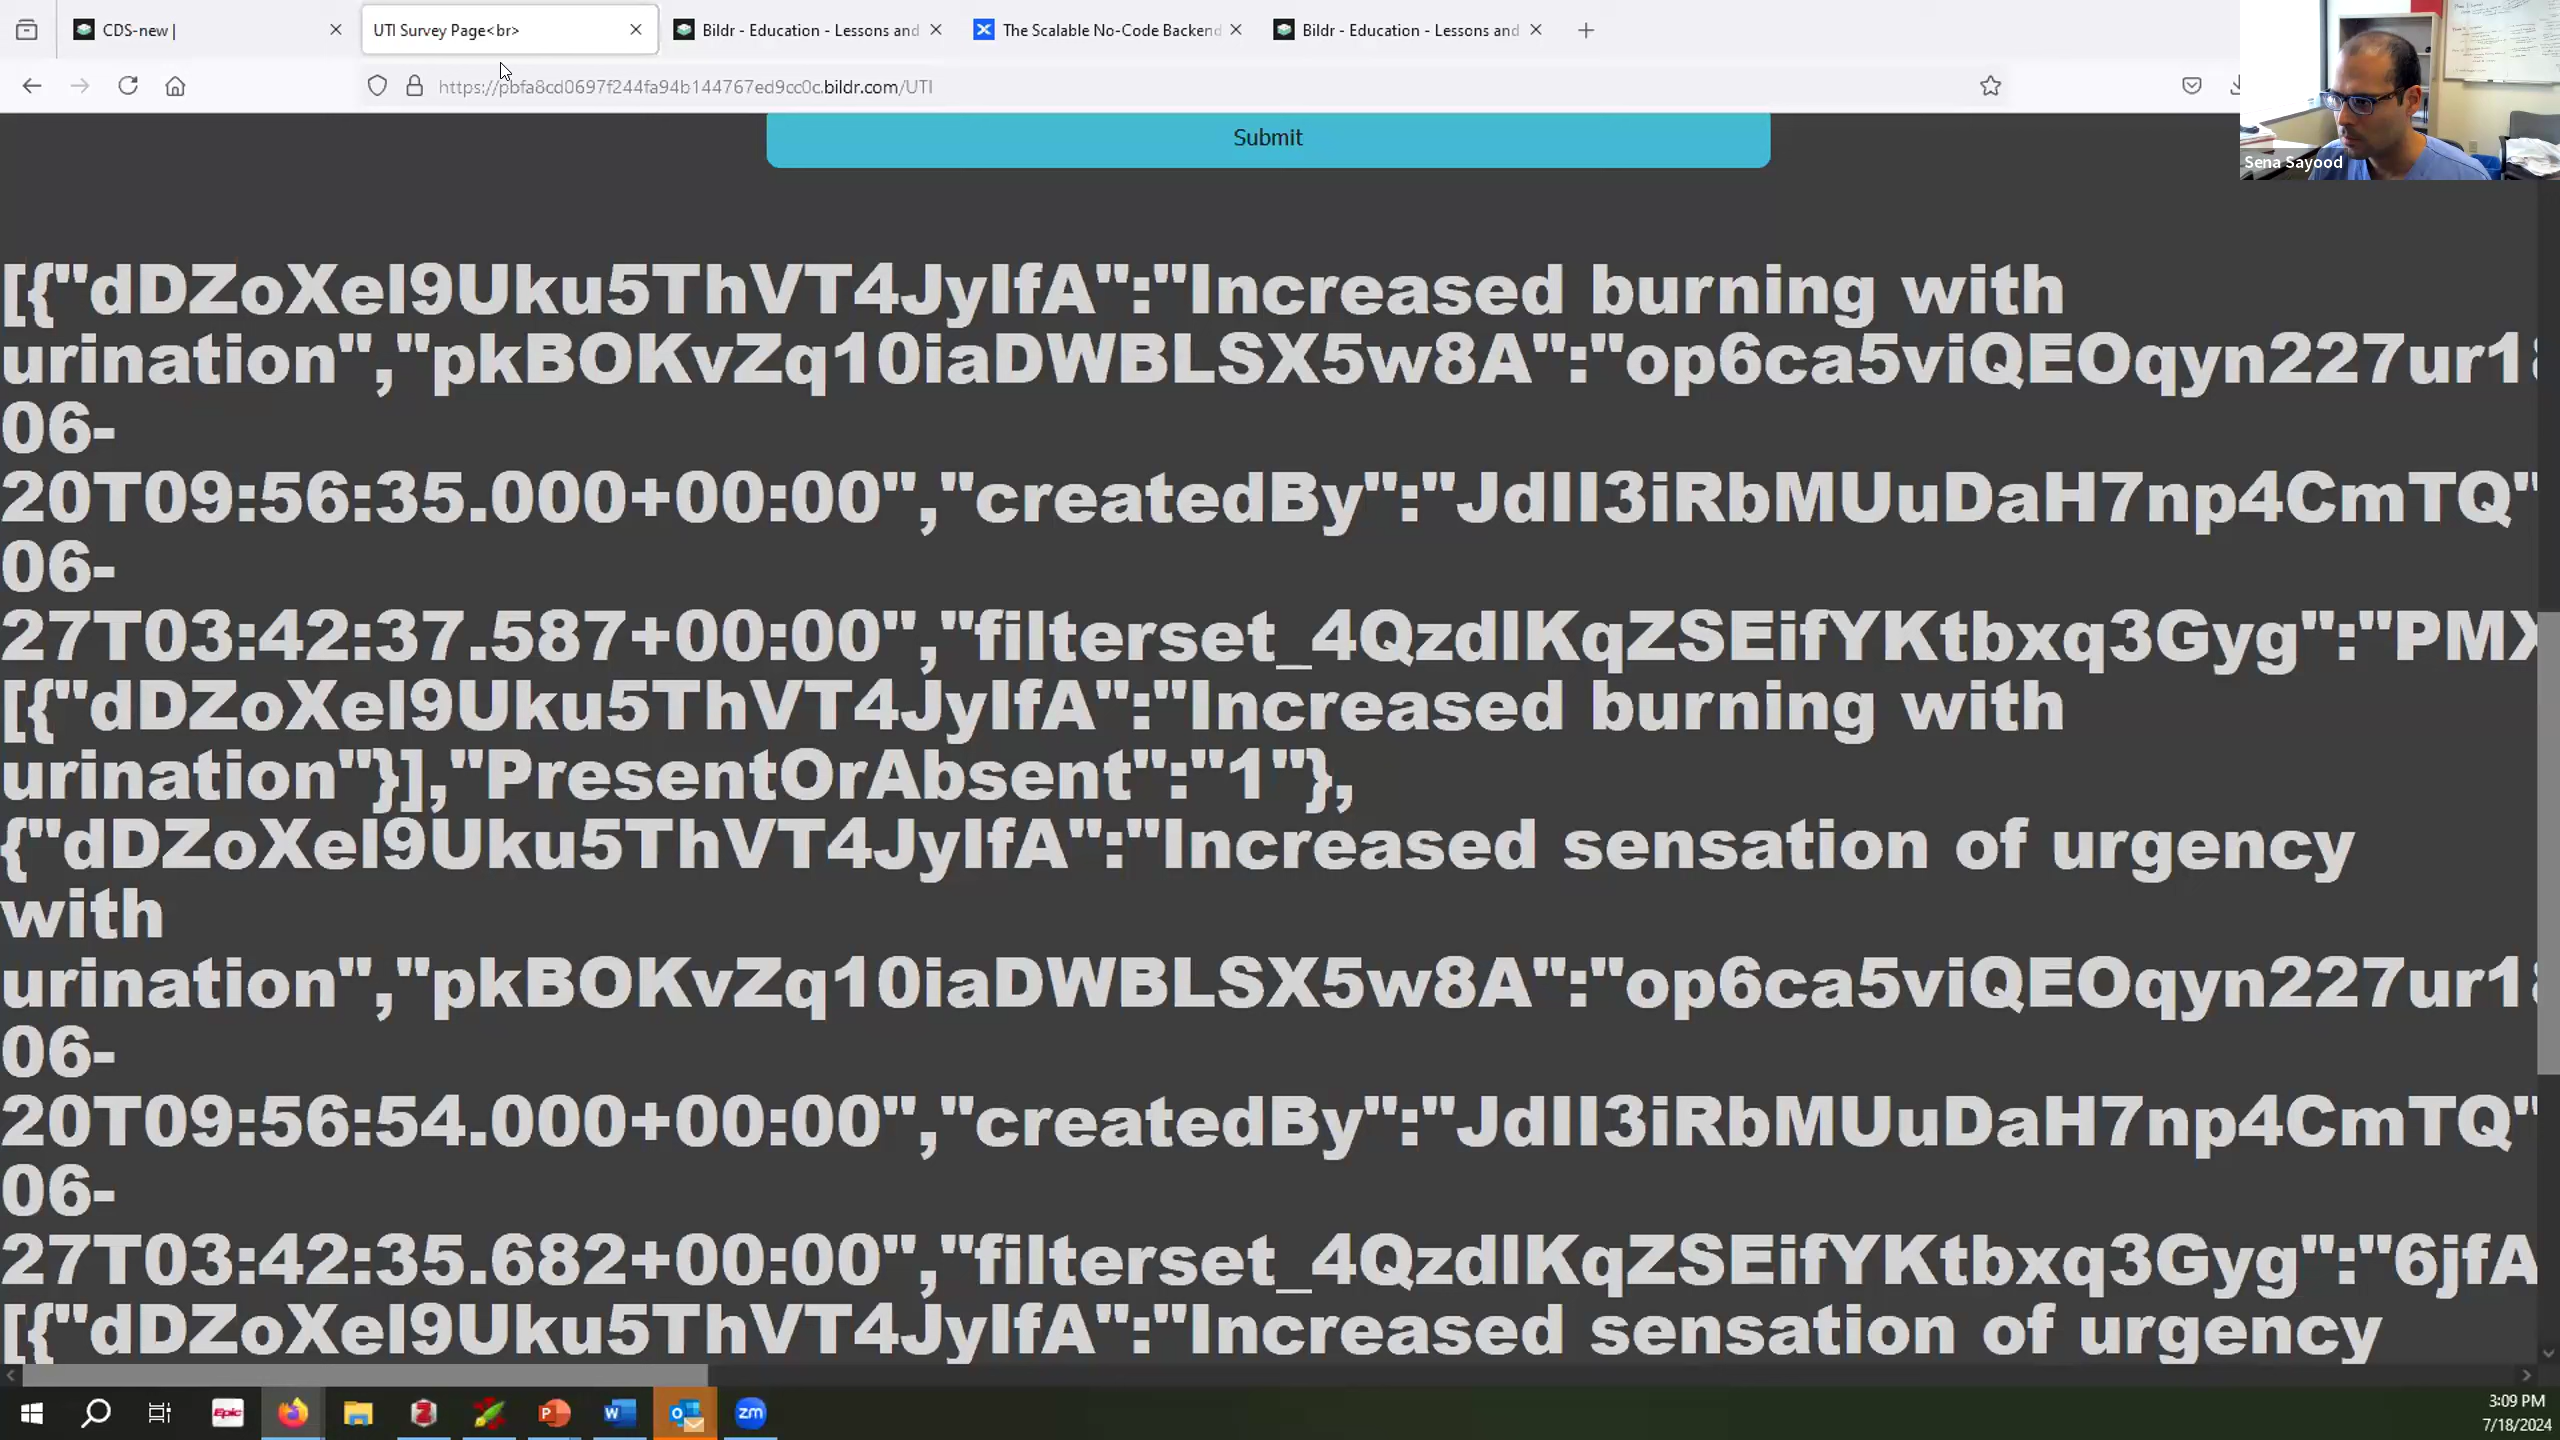 CDS-new |
UTI Survey Page<br>
Bildr - Education - Lessons and
The Scalable No-Code Backend
Bildr - Education - Lessons and
https://pbfa8cd0697f244fa94b144767ed9cc0c.bildr.com/UTI
Sena Sayood
Submit
[{"dDZoXel9Uku5ThVT4JyIfA":"Increased burning with
urination","pkBOKvZq10iaDWBLSX5w8A":"op6ca5viQEOqyn227ur1
06-
20T09:56:35.000+00:00","createdBy":"JdII3iRbMUuDaH7np4CmTQ"
06-
27T03:42:37.587+00:00","filterset_4QzdIKqZSEifYKtbxq3Gyg":"PMX
[{"dDZoXel9Uku5ThVT4JyIfA":"Increased burning with
urination"}],"PresentOrAbsent":"1"},
{"dDZoXel9Uku5ThVT4JyIfA":"Increased sensation of urgency
with
urination","pkBOKvZq10iaDWBLSX5w8A":"op6ca5viQEOqyn227ur1
06-
20T09:56:54.000+00:00","createdBy":"JdII3iRbMUuDaH7np4CmTQ"
06-
27T03:42:35.682+00:00","filterset_4QzdIKqZSEifYKtbxq3Gyg":"6jfA
[{"dDZoXel9Uku5ThVT4JyIfA":"Increased sensation of urgency
Epic
zm
3:09 PM
7/18/2024